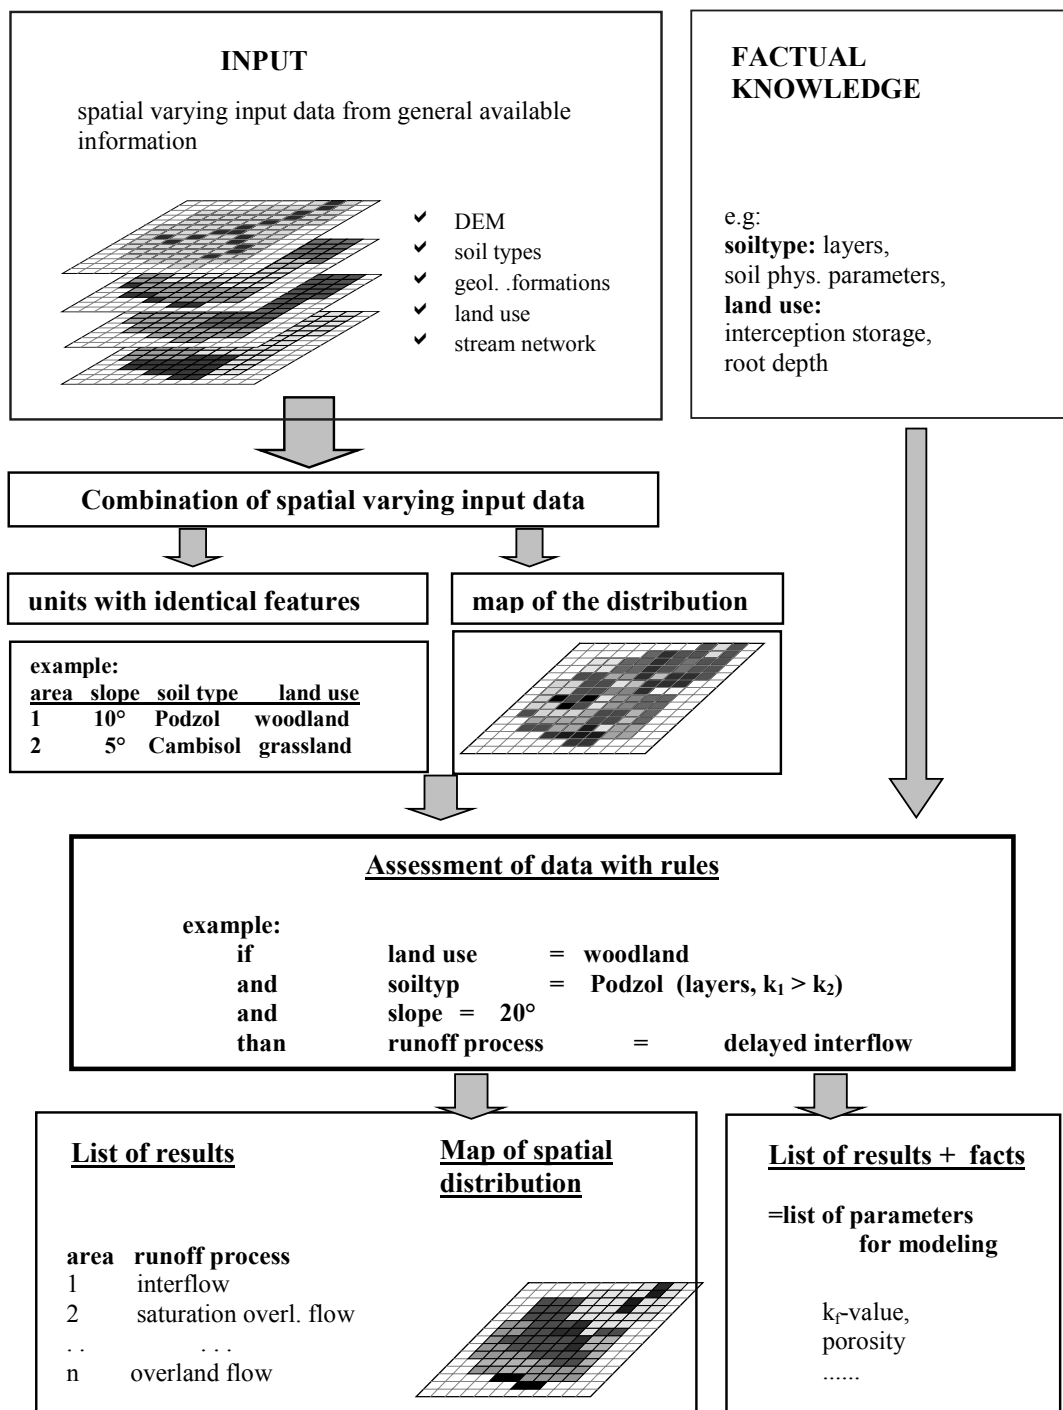 INPUT
spatial varying input data from general available
information
✓ DEM
✓ soil types
✓ geol. .formations
✓ land use
✓ stream network
FACTUAL
KNOWLEDGE
e.g:
soiltype: layers,
soil phys. parameters,
land use:
interception storage,
root depth
Combination of spatial varying input data
units with identical features
map of the distribution
example:
area slope soil type land use
1 10° Podzol woodland
2 5° Cambisol grassland
Assessment of data with rules
example:
if land use = woodland
and soiltyp = Podzol (layers, k₁ > k₂)
and slope = 20°
than runoff process = delayed interflow
List of results
area runoff process
1 interflow
2 saturation overl. flow
. . . . .
n overland flow
Map of spatial
distribution
List of results + facts
=list of parameters
for modeling
kf-value,
porosity
......